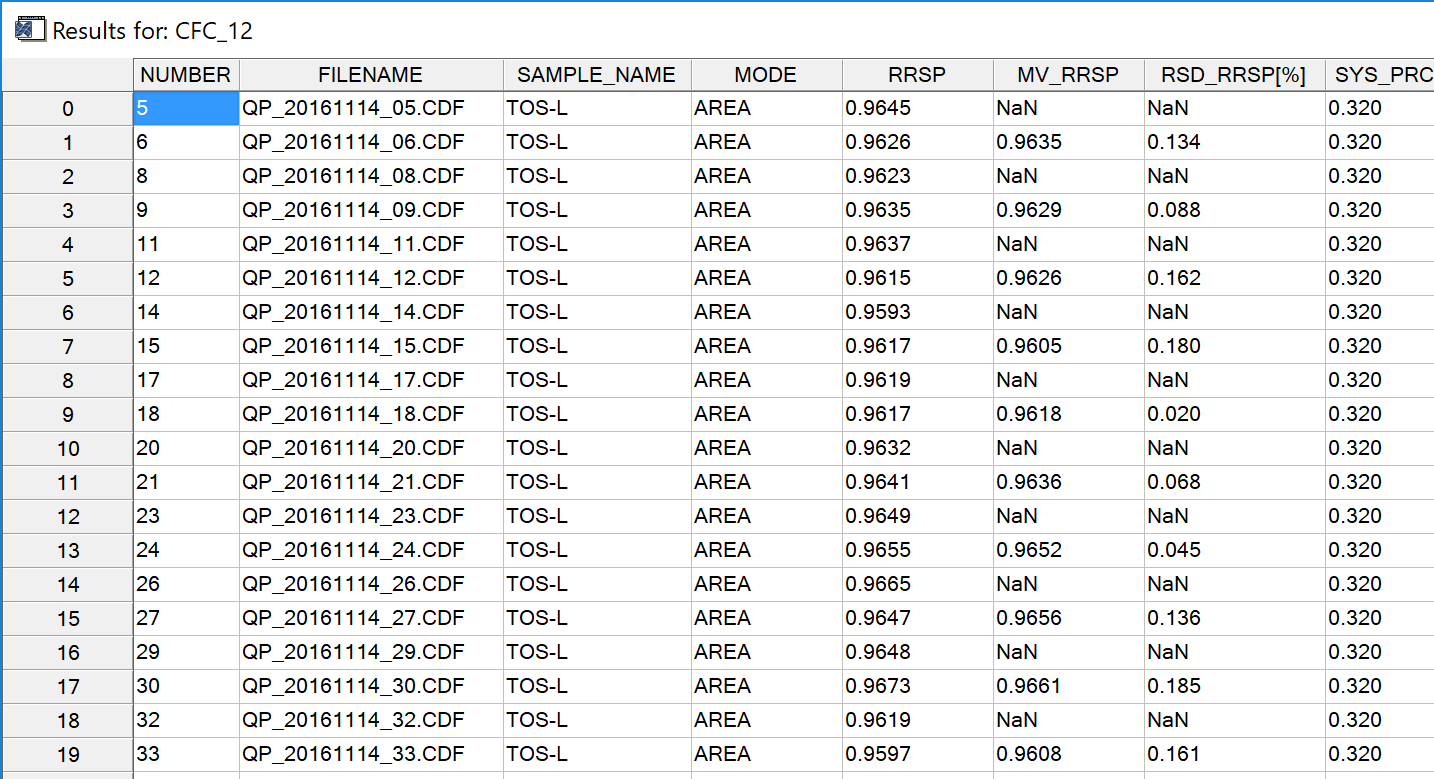 Results for: CFC_12
NUMBER FILENAME SAMPLE_NAME MODE RRSP MV_RRSP RSD_RRSP[%] SYS_PRC
0 5 QP_20161114_05.CDF TOS-L AREA 0.9645 NaN NaN 0.320
1 6 QP_20161114_06.CDF TOS-L AREA 0.9626 0.9635 0.134 0.320
2 8 QP_20161114_08.CDF TOS-L AREA 0.9623 NaN NaN 0.320
3 9 QP_20161114_09.CDF TOS-L AREA 0.9635 0.9629 0.088 0.320
4 11 QP_20161114_11.CDF TOS-L AREA 0.9637 NaN NaN 0.320
5 12 QP_20161114_12.CDF TOS-L AREA 0.9615 0.9626 0.162 0.320
6 14 QP_20161114_14.CDF TOS-L AREA 0.9593 NaN NaN 0.320
7 15 QP_20161114_15.CDF TOS-L AREA 0.9617 0.9605 0.180 0.320
8 17 QP_20161114_17.CDF TOS-L AREA 0.9619 NaN NaN 0.320
9 18 QP_20161114_18.CDF TOS-L AREA 0.9617 0.9618 0.020 0.320
10 20 QP_20161114_20.CDF TOS-L AREA 0.9632 NaN NaN 0.320
11 21 QP_20161114_21.CDF TOS-L AREA 0.9641 0.9636 0.068 0.320
12 23 QP_20161114_23.CDF TOS-L AREA 0.9649 NaN NaN 0.320
13 24 QP_20161114_24.CDF TOS-L AREA 0.9655 0.9652 0.045 0.320
14 26 QP_20161114_26.CDF TOS-L AREA 0.9665 NaN NaN 0.320
15 27 QP_20161114_27.CDF TOS-L AREA 0.9647 0.9656 0.136 0.320
16 29 QP_20161114_29.CDF TOS-L AREA 0.9648 NaN NaN 0.320
17 30 QP_20161114_30.CDF TOS-L AREA 0.9673 0.9661 0.185 0.320
18 32 QP_20161114_32.CDF TOS-L AREA 0.9619 NaN NaN 0.320
19 33 QP_20161114_33.CDF TOS-L AREA 0.9597 0.9608 0.161 0.320